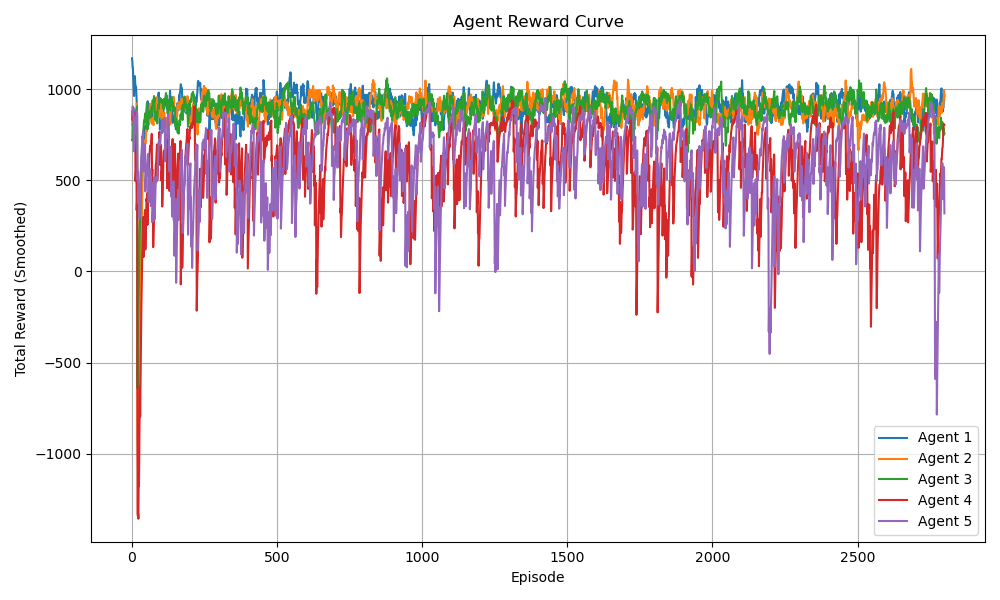 Agent Reward Curve
Total Reward (Smoothed)
1000
500
0
−500
−1000
0
500
1000
1500
2000
2500
Episode
Agent 1
Agent 2
Agent 3
Agent 4
Agent 5